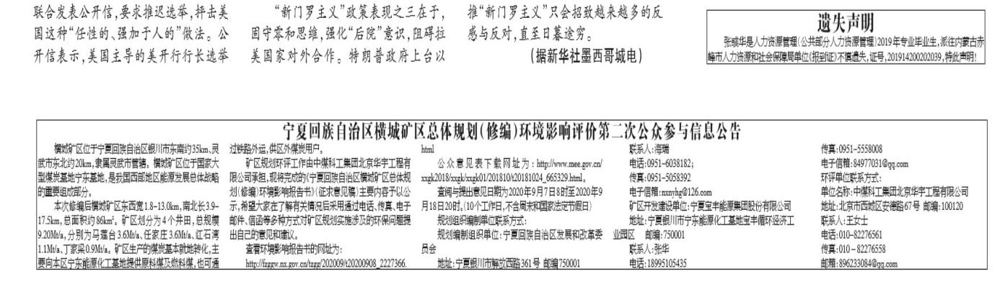 联合发表公开信,要求推迟选举,抨击美
国这种“任性的、强加于人的”做法。公
开信表示,美国主导的美开行行长选举
“新门罗主义”政策表现之三在于,
固守零和思维,强化“后院”意识,阻碍拉
美国家对外合作。特朗普政府上台以
推“新门罗主义”只会招致越来越多的反
感与反对,直至日暮途穷。
(据新华社墨西哥城电)
遗失声明
张彧华是人力资源管理(公共部分人力资源管理)2019年专业毕业生,派往内蒙古赤
峰市人力资源和社会保障局单位《报到证》不慎遗失,证号,201914200202039,特此声明!
宁夏回族自治区横城矿区总体规划(修编)环境影响评价第二次公众参与信息公告
横城矿区位于宁夏回族自治区银川市东南约35km、灵
武市东北约20km,隶属灵武市管辖。横城矿区位于国家大
型煤炭基地宁东基地,是我国西部地区能源发展总体战略
的重要组成部分。
本次修编后横城矿区东西宽1.8-13.0km,南北长3.9-
17.5km,总面积约86km²。矿区划分为4个井田,总规模
9.20Mt/a,分别为马莲台3.6Mt/a、任家庄3.6Mt/a、红石湾
1.1Mt/a、丁家梁0.9Mt/a。矿区生产的煤炭基本就地转化,主
要向本区宁东能源化工基地提供原料煤及燃料煤,也可通
过铁路外运,供区外煤炭用户。
矿区规划环评工作由中煤科工集团北京华宇工程有
限公司承担,现将完成的《宁夏回族自治区横城矿区总体规
划(修编)环境影响报告书》(征求意见稿)主要内容予以公
示,希望大家在了解有关情况后采用通过电话、传真、电子
邮件、信函等多种方式对矿区规划实施涉及的环保问题提
出自己的意见和建议。
查看环境影响报告书的网址为:
http://fzggw.nx.gov.cn/tzgg/202009/t20200908_2227366.
html
公众意见表下载网址为:http://www.mee.gov.cn/
xxgk2018/xxgk/xxgk01/201810/t20181024_665329.html。
查阅与提出意见日期为2020年9月7日8时至2020年9
月18日20时。(10个工作日,不含周末和国家法定节假日)
规划组织编制单位联系方式:
规划编制组织单位:宁夏回族自治区发展和改革委
员会
地址:宁夏银川市解放西路361号 邮编750001
联系人:海瑞
电话:0951-6038182;
传真:0951-5058392
电子信箱:nxnyhg@126.com
矿区开发建设单位:宁夏宝丰能源集团股份有限公司
地址:宁夏银川市宁东能源化工基地宝丰循环经济工
业园区 邮编:750001
联系人:张华
电话:18995105435
传真:0951-5558008
电子信箱:84977031@qq.com
环评单位联系方式:
单位名称:中煤科工集团北京华宇工程有限公司
地址:北京市西城区安德路67号 邮编:100120
联系人:王女士
电话:010-82276561
传真:010-82276558
邮箱:896233084@qq.com